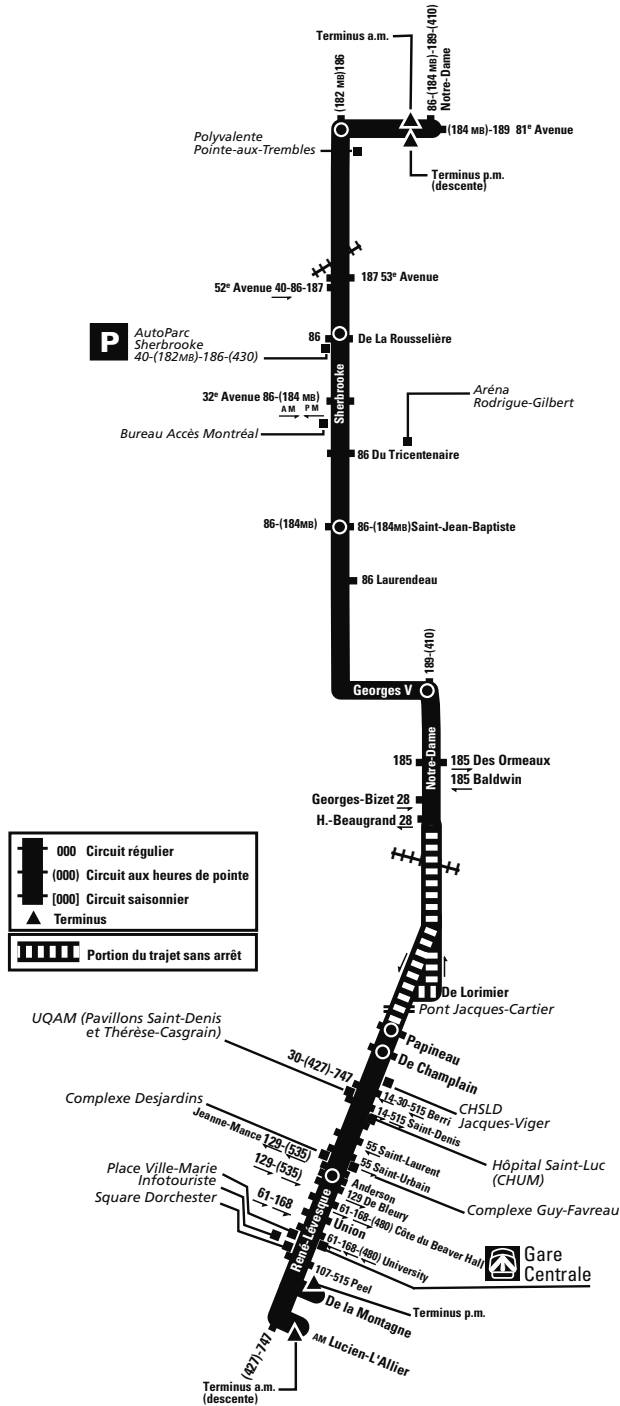 Terminus a.m.
(182 MB)186
86-(184 MB)-189-(410)
Notre-Dame
(184 MB)-189 81e Avenue
Polyvalente
Pointe-aux-Trembles
Terminus p.m.
(descente)
187 53e Avenue
52e Avenue 40-86-187
P
AutoParc
Sherbrooke
40-(182MB)-186-(430)
86
De La Rousselière
Sherbrooke
32e Avenue 86-(184 MB)
AM PM
Aréna
Rodrigue-Gilbert
Bureau Accès Montréal
86 Du Tricentenaire
86-(184MB)
86-(184MB)Saint-Jean-Baptiste
86 Laurendeau
189-(410)
Georges V
Notre-Dame
185
185 Des Ormeaux
185 Baldwin
Georges-Bizet 28
H.-Beaugrand 28
000 Circuit régulier
(000) Circuit aux heures de pointe
[000] Circuit saisonnier
Terminus
Portion du trajet sans arrêt
De Lorimier
Pont Jacques-Cartier
UQAM (Pavillons Saint-Denis
et Thérèse-Casgrain)
Papineau
De Champlain
30-(427)-747
CHSLD
Jacques-Viger
14-30-515 Berri
14-515 Saint-Denis
Complexe Desjardins
Jeanne-Mance 129-(535)
129-(535)
55 Saint-Laurent
55 Saint-Urbain
Hôpital Saint-Luc
(CHUM)
Place Ville-Marie
Infotouriste
Square Dorchester
61-168
Anderson
129 De Bleury
Complexe Guy-Favreau
René-Lévesque
61-168-(480) Côte du Beaver Hall
Union
61-168-(480) University
Gare
Centrale
107-515 Peel
Terminus p.m.
De la Montagne
AM Lucien-L'Allier
(427)-747
Terminus a.m.
(descente)